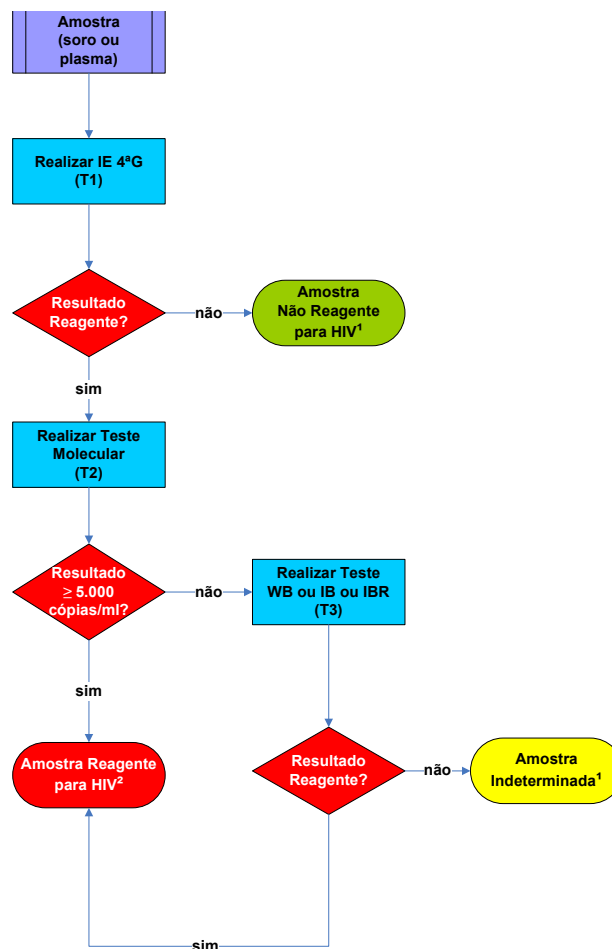 Amostra
(soro ou
plasma)
Realizar IE 4ªG
(T1)
Resultado
Reagente?
não
Amostra
Não Reagente
para HIV¹
sim
Realizar Teste
Molecular
(T2)
Resultado
≥ 5.000
cópias/ml?
não
Realizar Teste
WB ou IB ou IBR
(T3)
sim
Amostra Reagente
para HIV²
Resultado
Reagente?
não
Amostra
Indeterminada¹
sim